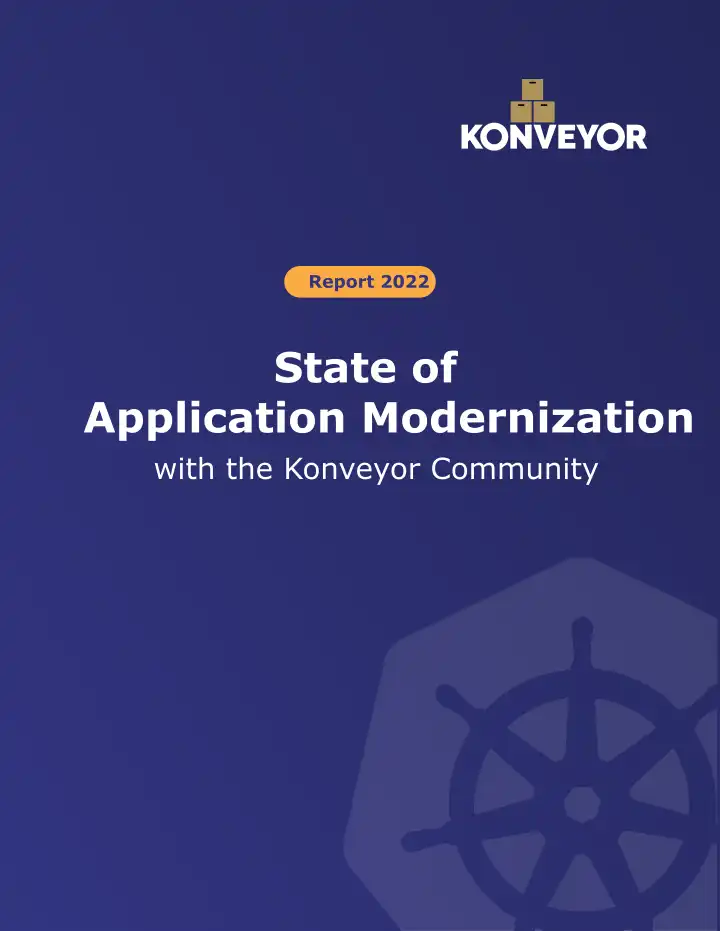 KONVEYOR
Report 2022
State of
Application Modernization
with the Konveyor Community